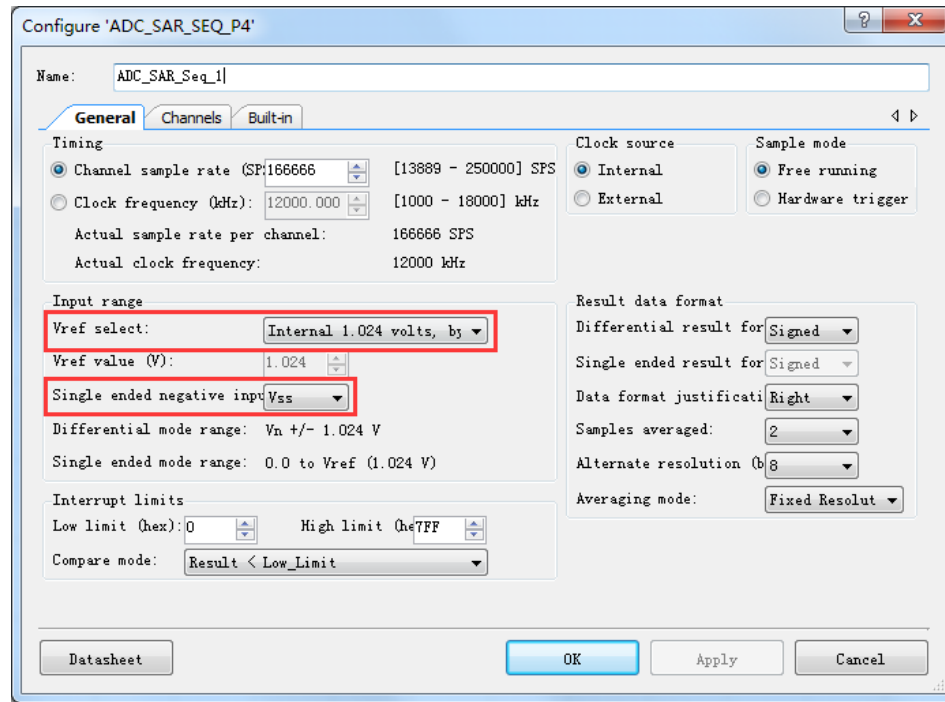 Configure 'ADC_SAR_SEQ_P4'
Name: ADC_SAR_Seq_1
General Channels Built-in
Timing
Channel sample rate (SP: 166666 [13889 - 250000] SPS
Clock frequency (kHz): 12000.000 [1000 - 18000] kHz
Actual sample rate per channel: 166666 SPS
Actual clock frequency: 12000 kHz
Clock source
Internal
External
Sample mode
Free running
Hardware trigger
Input range
Vref select: Internal 1.024 volts, by
Vref value (V): 1.024
Single ended negative inpu Vss
Differential mode range: Vn +/- 1.024 V
Single ended mode range: 0.0 to Vref (1.024 V)
Result data format
Differential result for Signed
Single ended result for Signed
Data format justificati Right
Samples averaged: 2
Alternate resolution (b 8
Averaging mode: Fixed Resolut
Interrupt limits
Low limit (hex): 0 High limit (he 7FF
Compare mode: Result < Low_Limit
Datasheet OK Apply Cancel